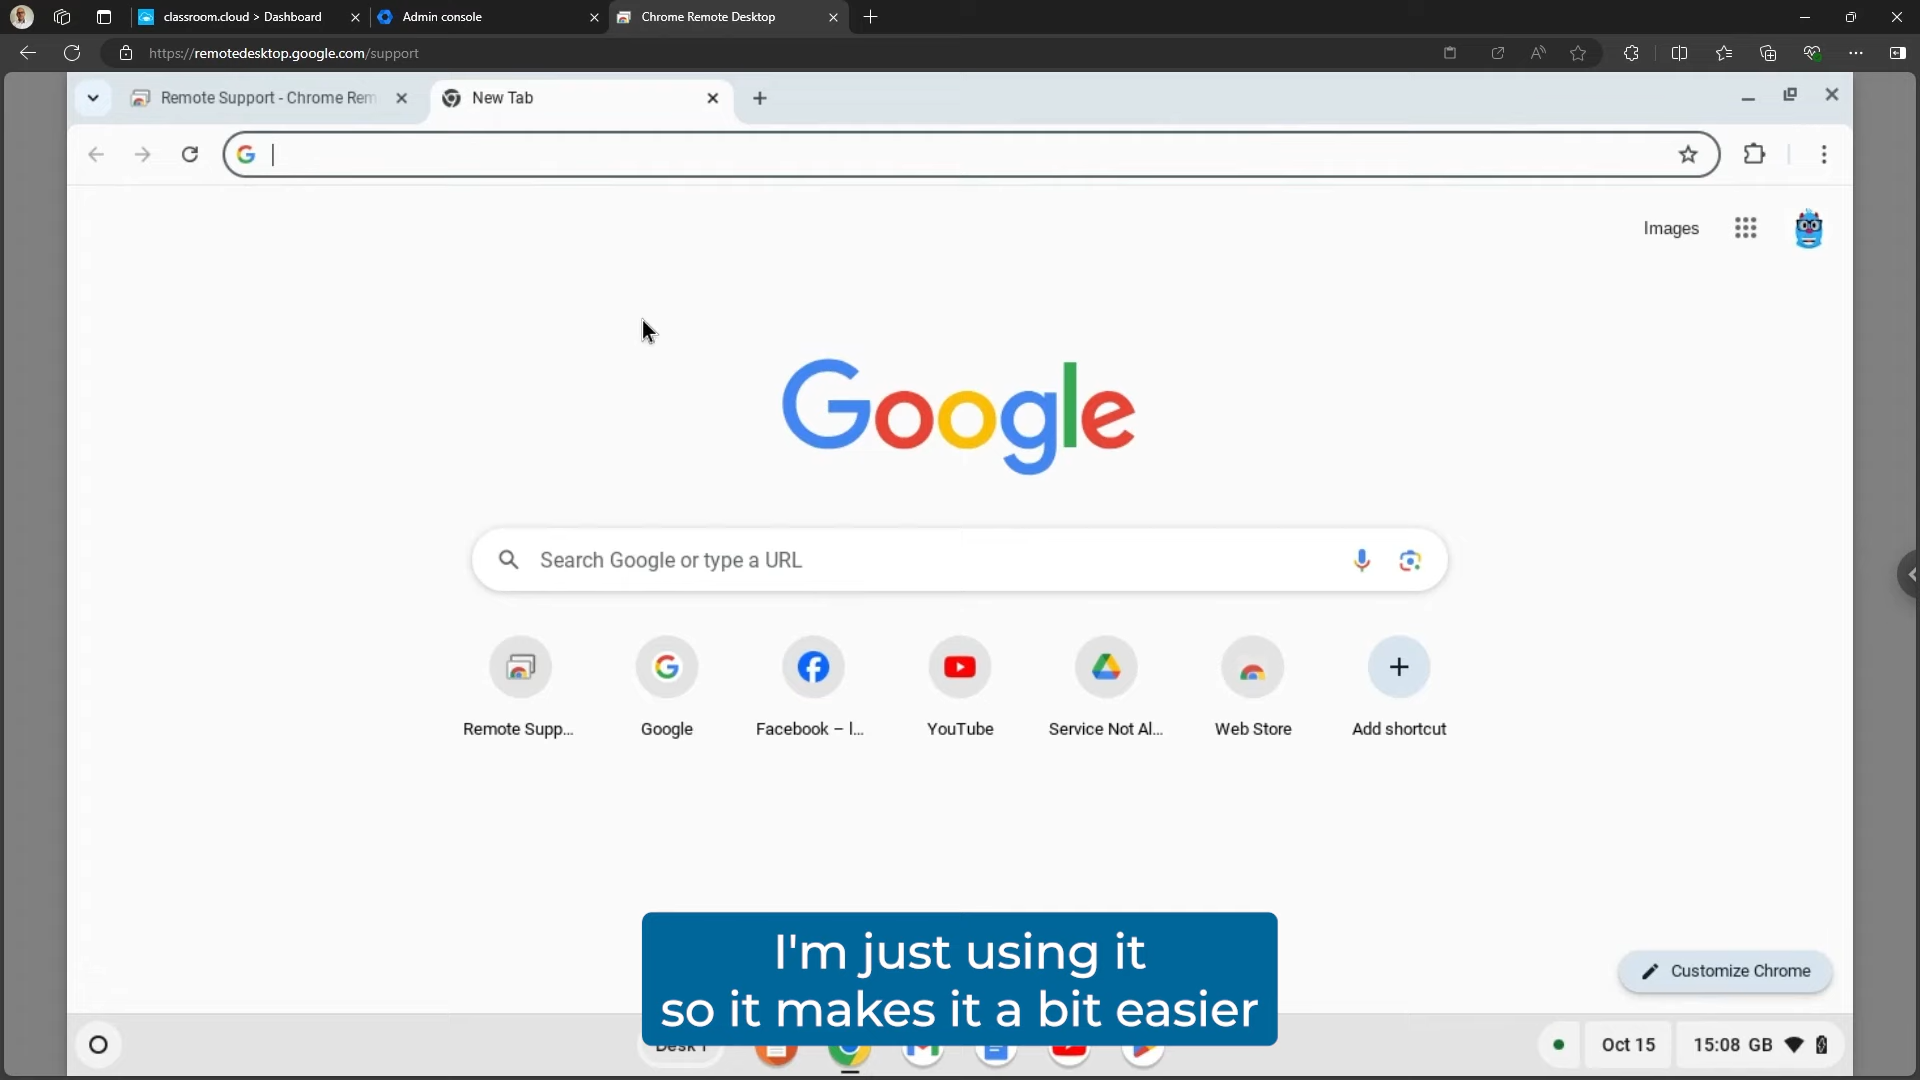 classroom.cloud > Dashboard
Admin console
Chrome Remote Desktop
https://remotedesktop.google.com/support
Remote Support - Chrome Rem
New Tab
Images
Google
Search Google or type a URL
Remote Supp...
Google
Facebook – l...
YouTube
Service Not Al...
Web Store
Add shortcut
I'm just using it
so it makes it a bit easier
Customize Chrome
Desk 1
Oct 15
15:08 GB